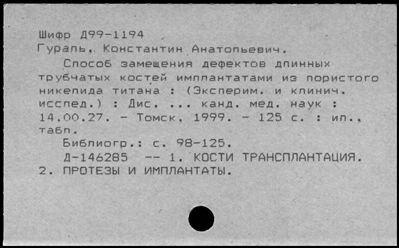 Шифр Д99-1194
Гураль, Константин Анатольевич.
Способ замещения дефектов длинных
трубчатых костей имплантатами из пористого
никелида титана : (Эксперим. и клинич.
исслед.) : Дис. ... канд. мед. наук :
14.00.27. - Томск, 1999. - 125 с. : ил.,
табл.
Библиогр.: с. 98-125.
Д-146285 -- 1. КОСТИ ТРАНСПЛАНТАЦИЯ.
2. ПРОТЕЗЫ И ИМПЛАНТАТЫ.